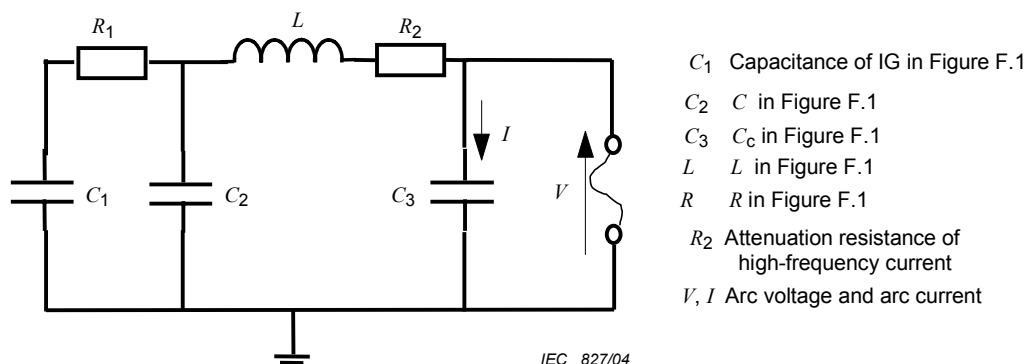 R1
L
R2
I
C1
C2
C3
V
C1 Capacitance of IG in Figure F.1
C2 C in Figure F.1
C3 Cc in Figure F.1
L L in Figure F.1
R R in Figure F.1
R2 Attenuation resistance of
high-frequency current
V, I Arc voltage and arc current
IEC 827/04